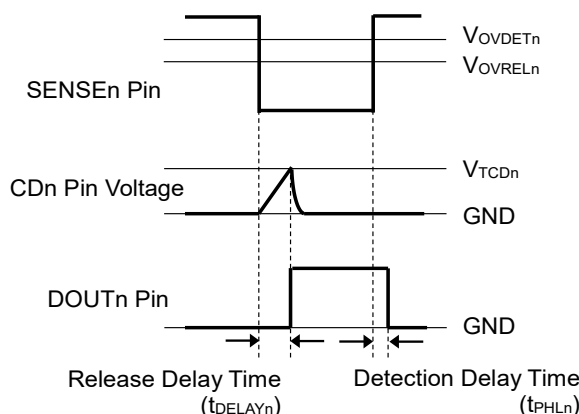 VOVDETn
VOVRELn
SENSEn Pin
VTCDn
CDn Pin Voltage
GND
DOUTn Pin
GND
Release Delay Time
(tDELAYn)
Detection Delay Time
(tPHLn)